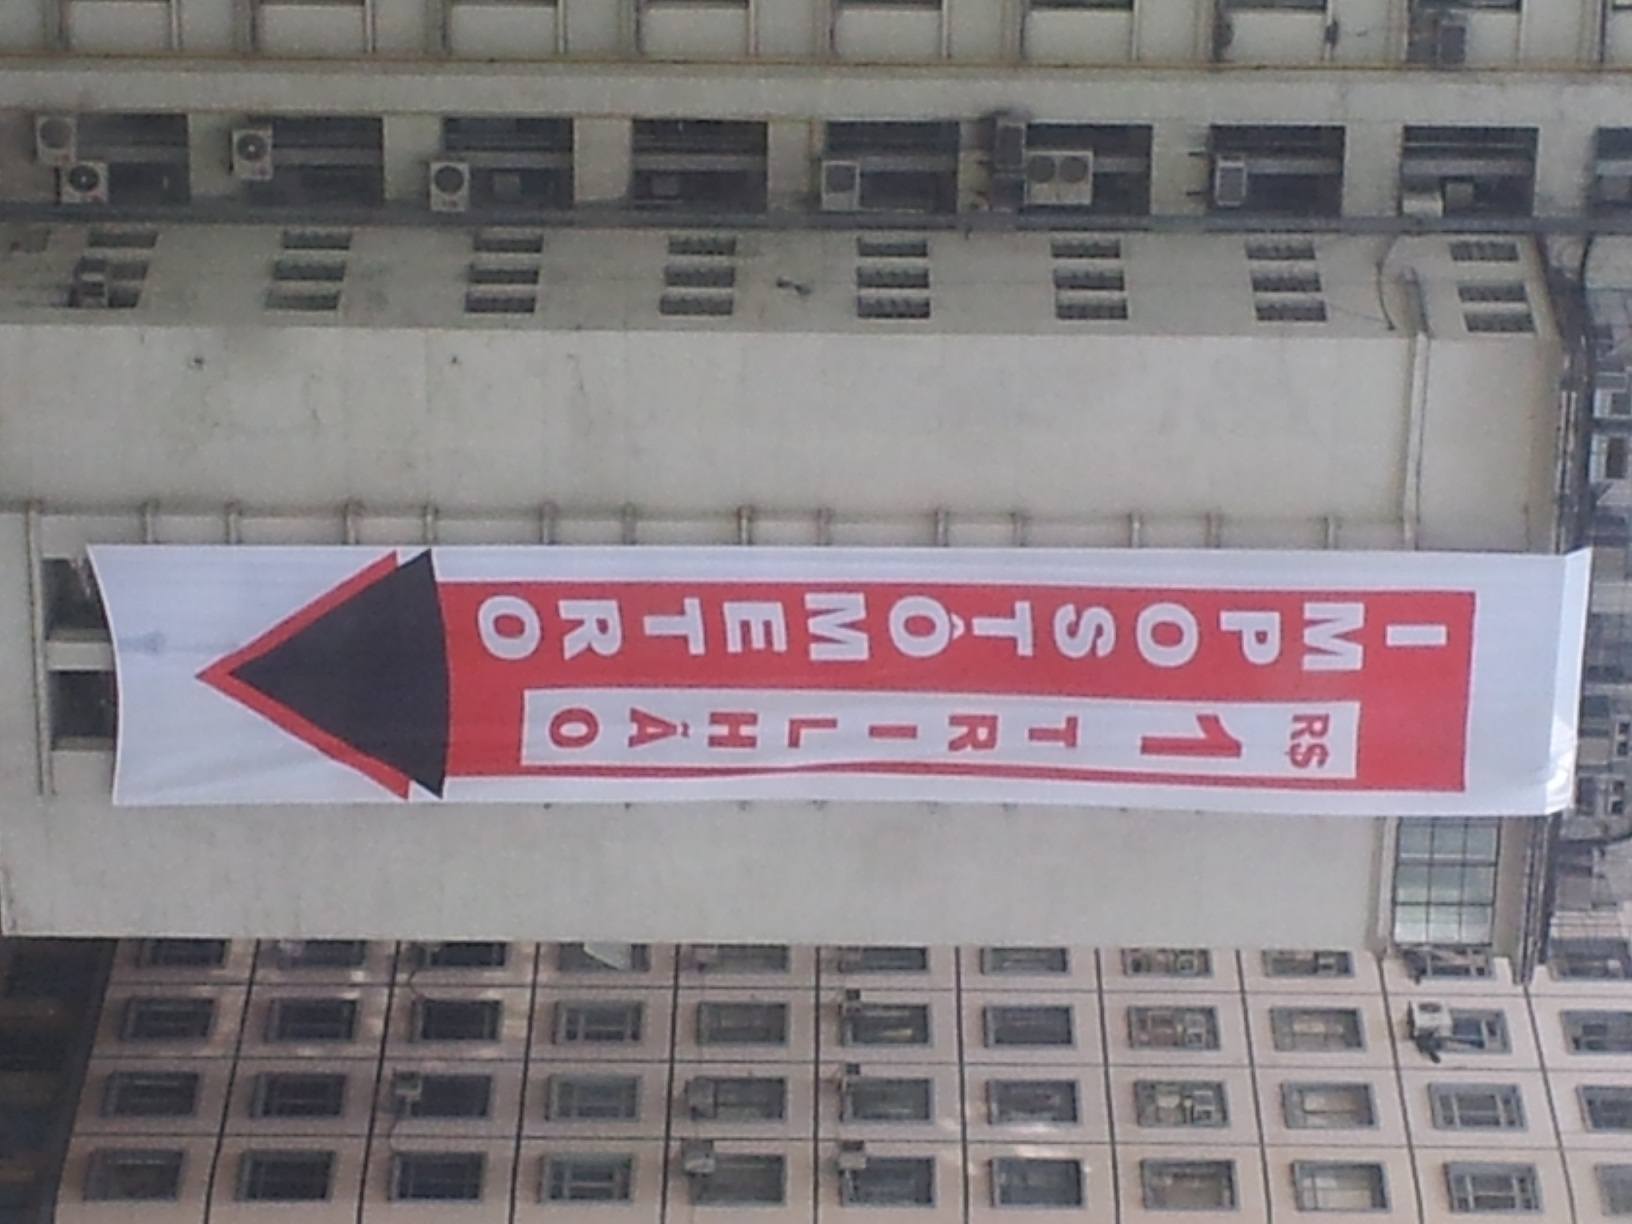 IMPOSTÔMETRO
R$ 1 TRILHÃO